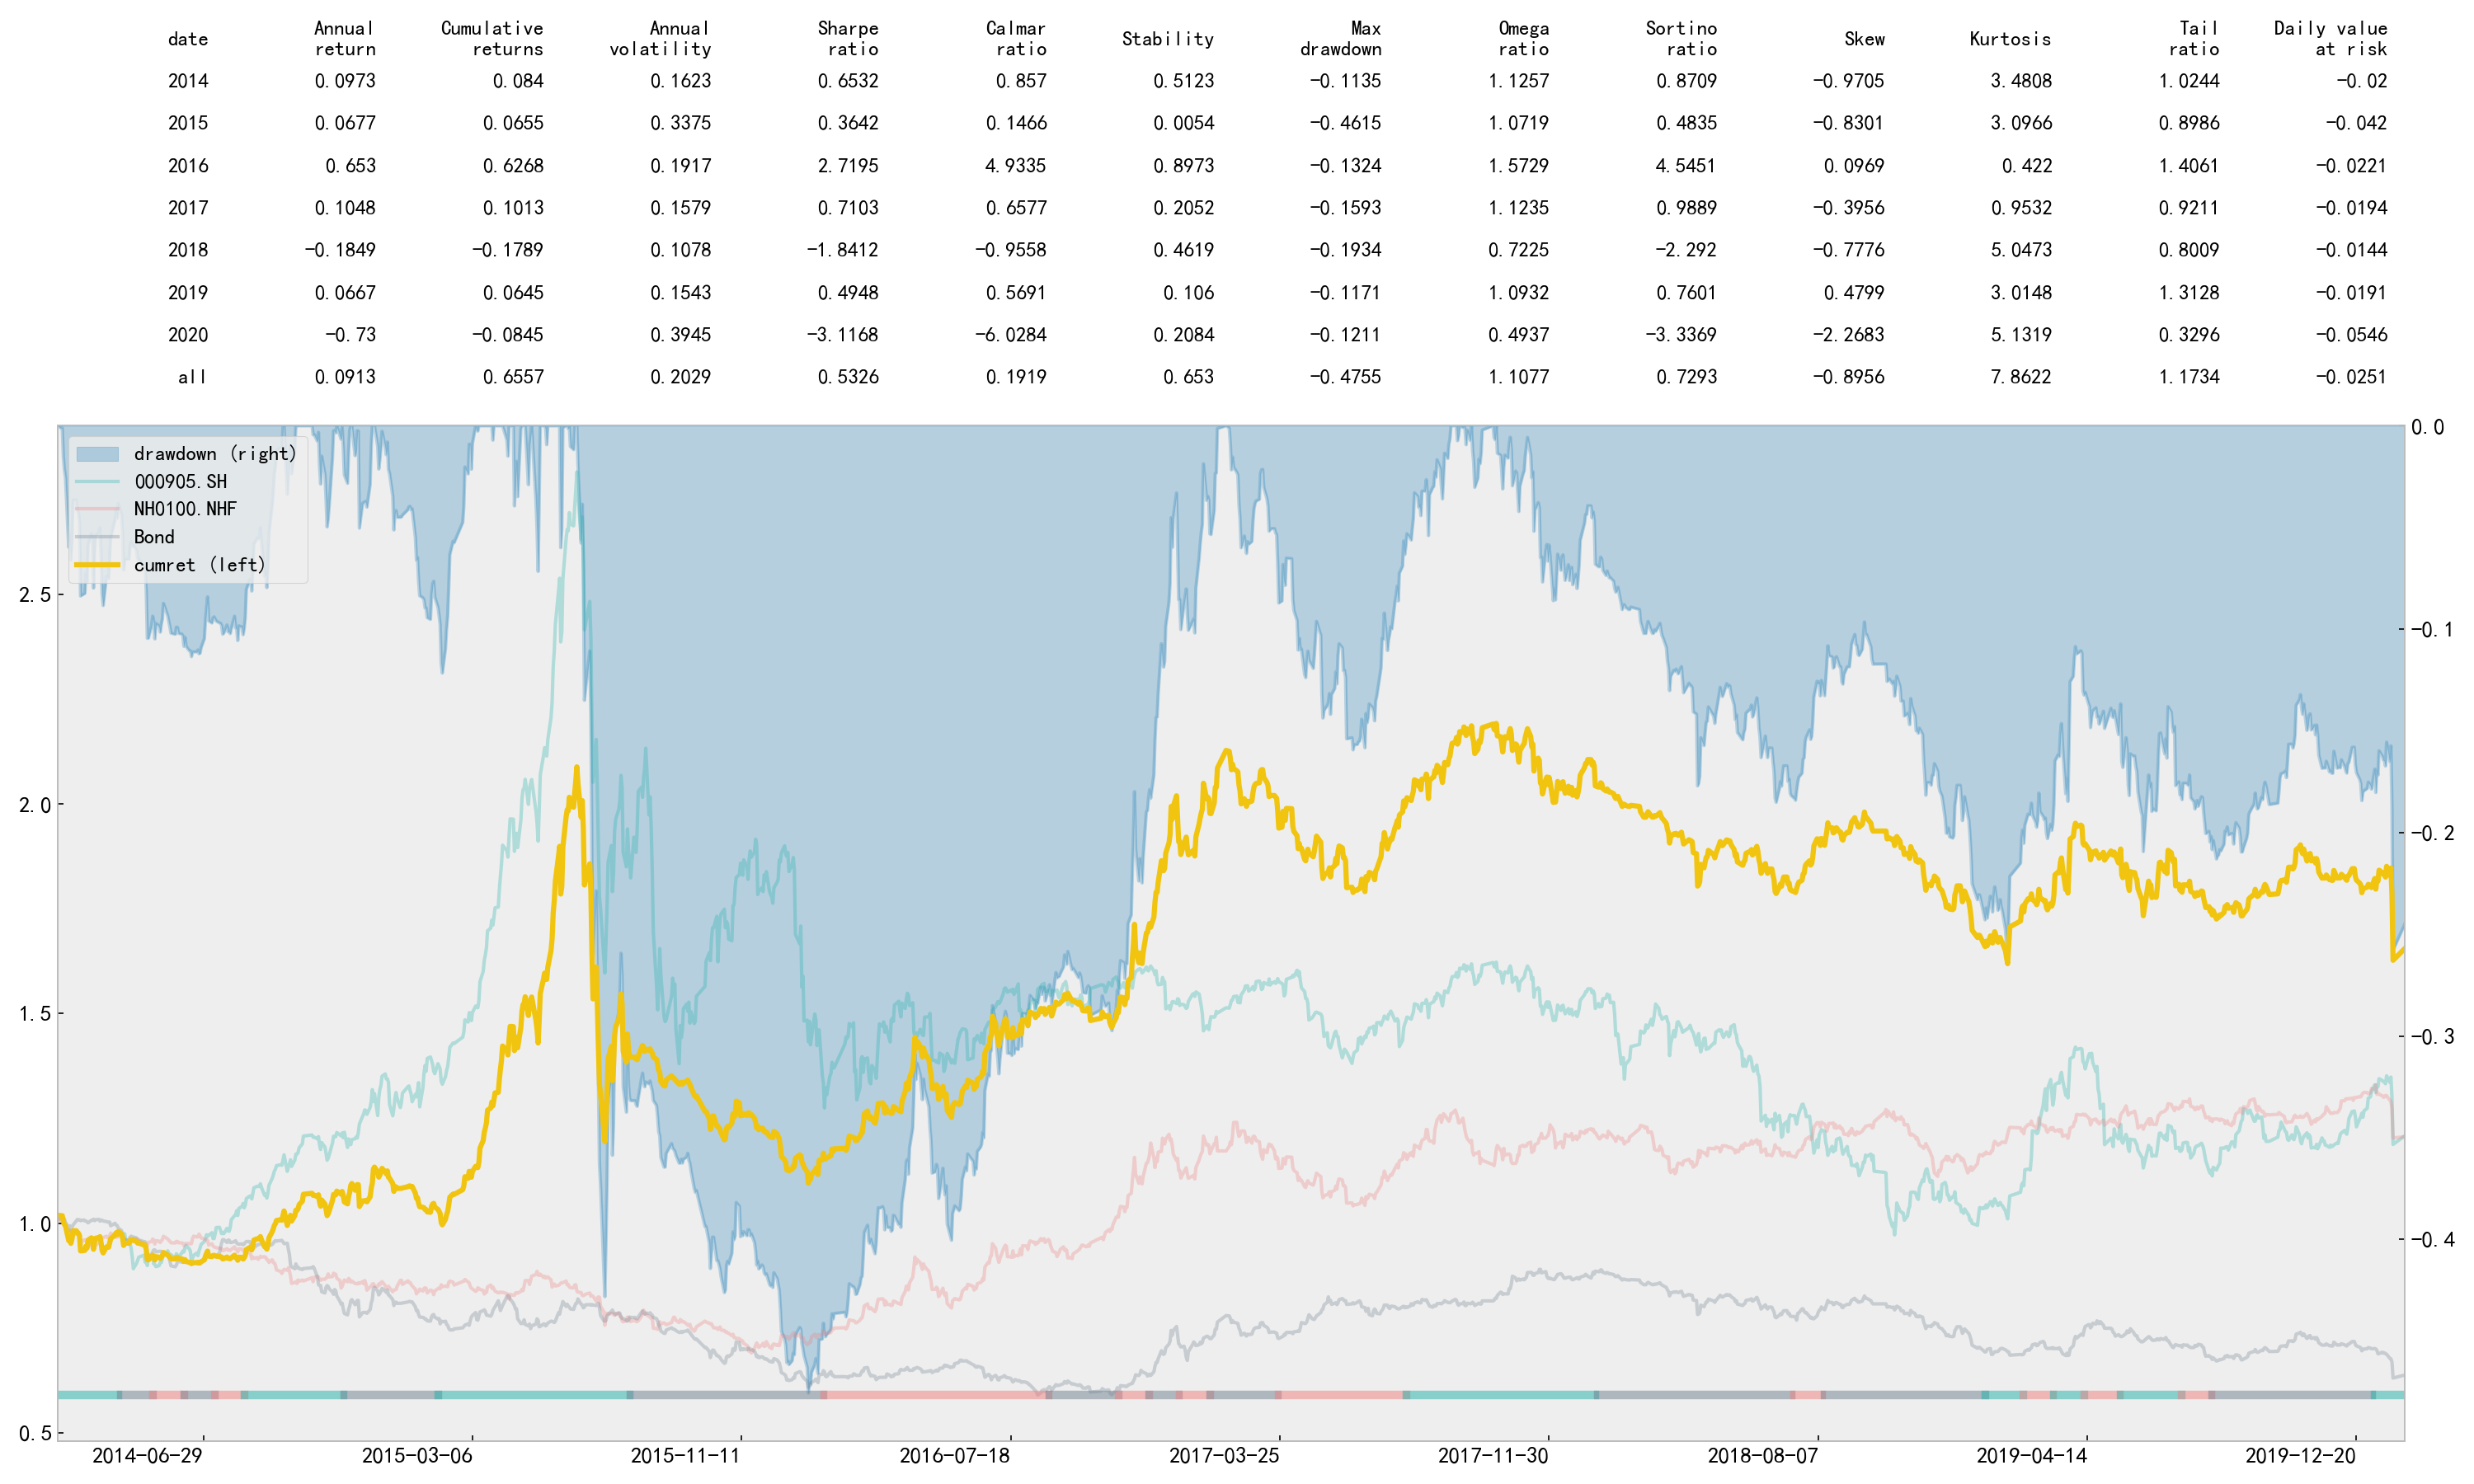 date Annual return Cumulative returns Annual volatility Sharpe ratio Calmar ratio Stability Max drawdown Omega ratio Sortino ratio Skew Kurtosis Tail ratio Daily value at risk
2014 0.0973 0.084 0.1623 0.6532 0.857 0.5123 -0.1135 1.1257 0.8709 -0.9705 3.4808 1.0244 -0.02
2015 0.0677 0.0655 0.3375 0.3642 0.1466 0.0054 -0.4615 1.0719 0.4835 -0.8301 3.0966 0.8986 -0.042
2016 0.653 0.6268 0.1917 2.7195 4.9335 0.8973 -0.1324 1.5729 4.5451 0.0969 0.422 1.4061 -0.0221
2017 0.1048 0.1013 0.1579 0.7103 0.6577 0.2052 -0.1593 1.1235 0.9889 -0.3956 0.9532 0.9211 -0.0194
2018 -0.1849 -0.1789 0.1078 -1.8412 -0.9558 0.4619 -0.1934 0.7225 -2.292 -0.7776 5.0473 0.8009 -0.0144
2019 0.0667 0.0645 0.1543 0.4948 0.5691 0.106 -0.1171 1.0932 0.7601 0.4799 3.0148 1.3128 -0.0191
2020 -0.73 -0.0845 0.3945 -3.1168 -6.0284 0.2084 -0.1211 0.4937 -3.3369 -2.2683 5.1319 0.3296 -0.0546
all 0.0913 0.6557 0.2029 0.5326 0.1919 0.653 -0.4755 1.1077 0.7293 -0.8956 7.8622 1.1734 -0.0251
drawdown (right)
000905.SH
NH0100.NHF
Bond
cumret (left)
2.5
2.0
1.5
1.0
0.5
0.0
-0.1
-0.2
-0.3
-0.4
2014-06-29 2015-03-06 2015-11-11 2016-07-18 2017-03-25 2017-11-30 2018-08-07 2019-04-14 2019-12-20